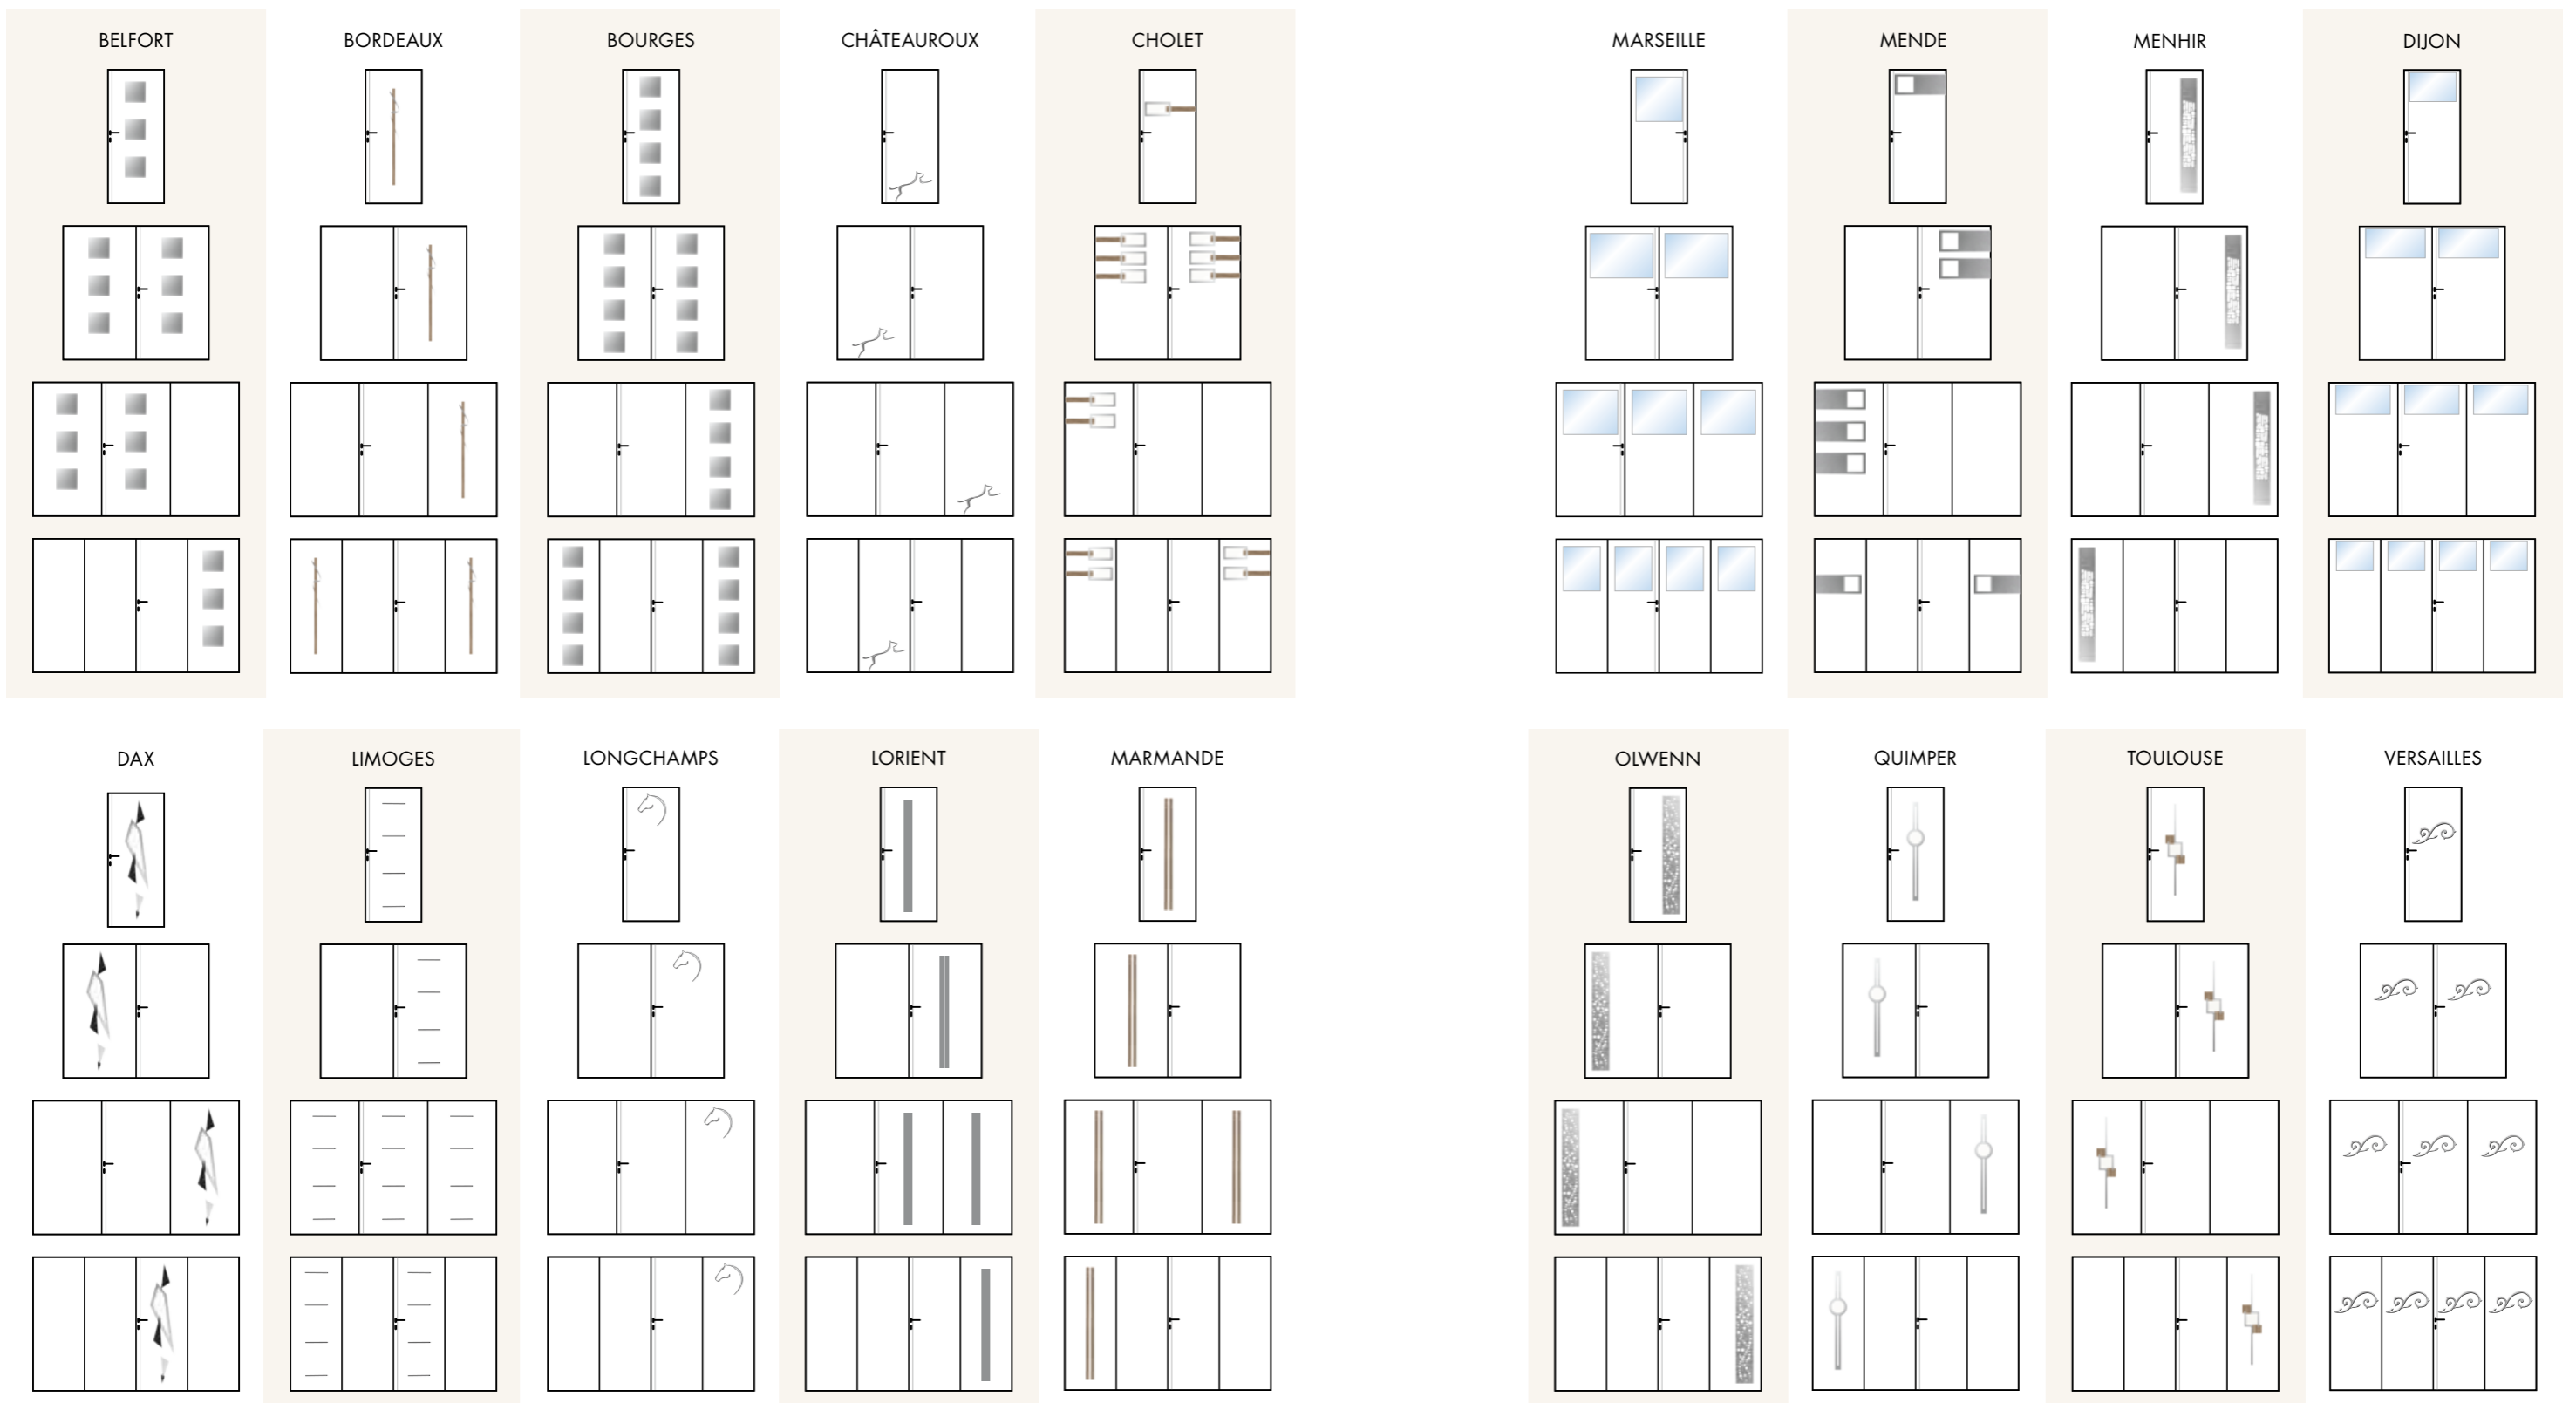 BELFORT
BORDEAUX
BOURGES
CHÂTEAUROUX
CHOLET
MARSEILLE
MENDE
MENHIR
DIJON
DAX
LIMOGES
LONGCHAMPS
LORIENT
MARMANDE
OLWENN
QUIMPER
TOULOUSE
VERSAILLES